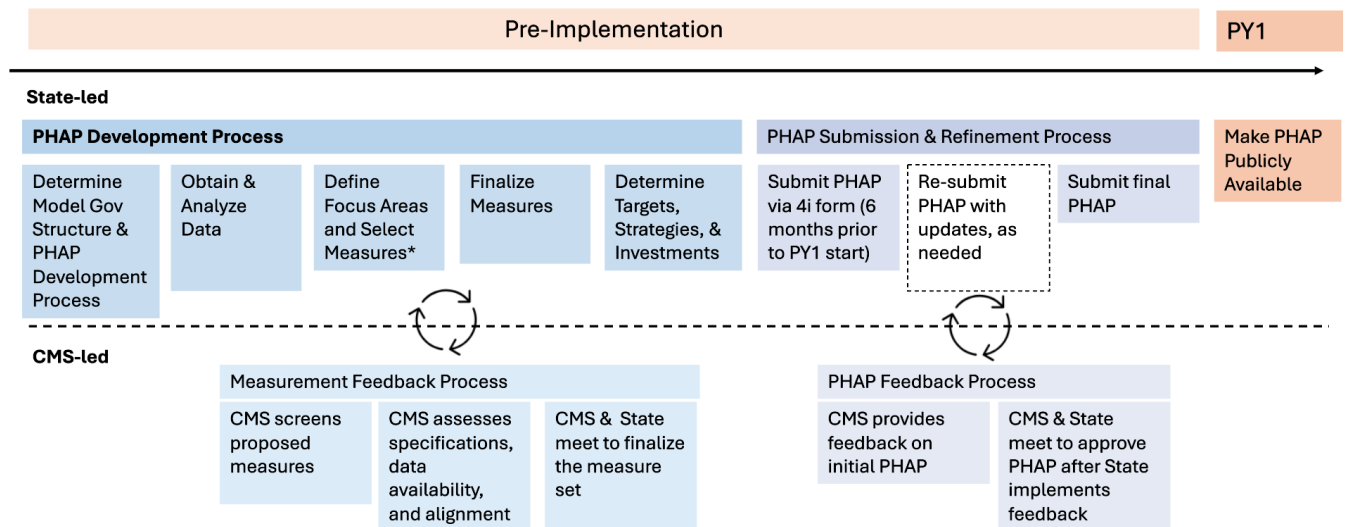 Pre-Implementation
PY1
State-led
PHAP Development Process
PHAP Submission & Refinement Process
Make PHAP
Publicly
Available
Determine
Model Gov
Structure &
PHAP
Development
Process
Obtain &
Analyze
Data
Define
Focus Areas
and Select
Measures*
Finalize
Measures
Determine
Targets,
Strategies, &
Investments
Submit PHAP
via 4i form (6
months prior
to PY1 start)
Re-submit
PHAP with
updates, as
needed
Submit final
PHAP
CMS-led
Measurement Feedback Process
CMS screens
proposed
measures
CMS assesses
specifications,
data
availability,
and alignment
CMS & State
meet to finalize
the measure
set
PHAP Feedback Process
CMS provides
feedback on
initial PHAP
CMS & State
meet to approve
PHAP after State
implements
feedback